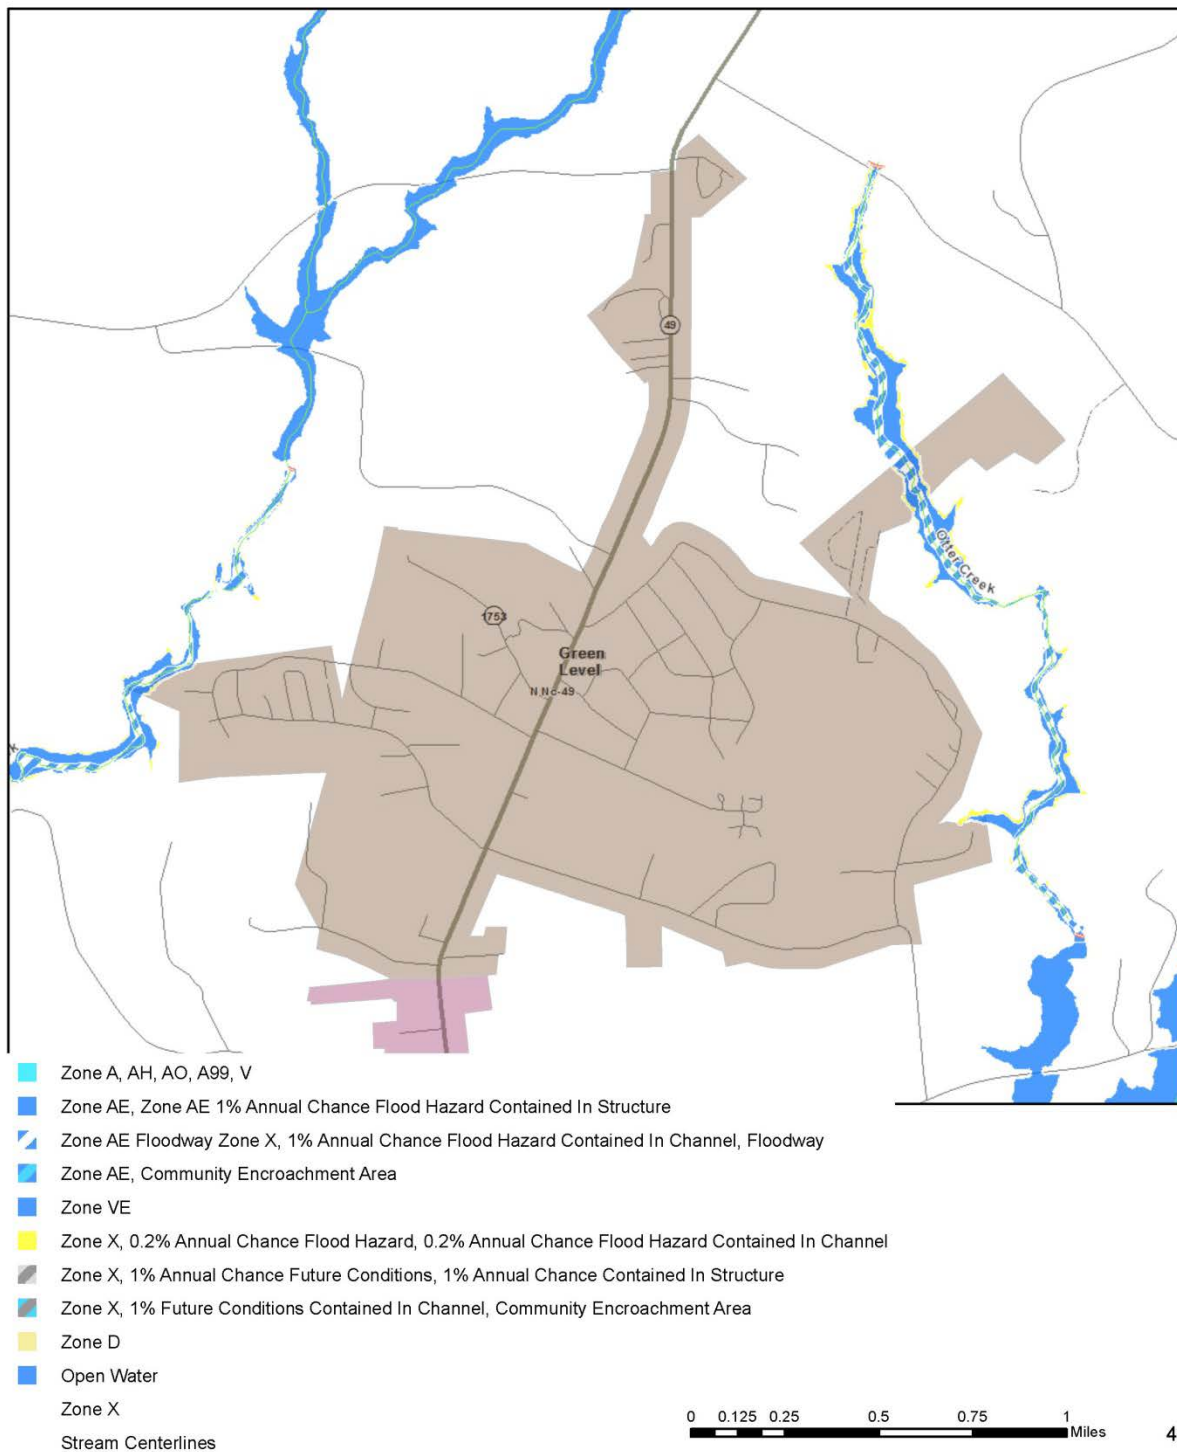 49
Otter Creek
1753
Green
Level
N Nc-49
k
Zone A, AH, AO, A99, V
Zone AE, Zone AE 1% Annual Chance Flood Hazard Contained In Structure
Zone AE Floodway Zone X, 1% Annual Chance Flood Hazard Contained In Channel, Floodway
Zone AE, Community Encroachment Area
Zone VE
Zone X, 0.2% Annual Chance Flood Hazard, 0.2% Annual Chance Flood Hazard Contained In Channel
Zone X, 1% Annual Chance Future Conditions, 1% Annual Chance Contained In Structure
Zone X, 1% Future Conditions Contained In Channel, Community Encroachment Area
Zone D
Open Water
Zone X
Stream Centerlines
0 0.125 0.25 0.5 0.75 1
Miles
4